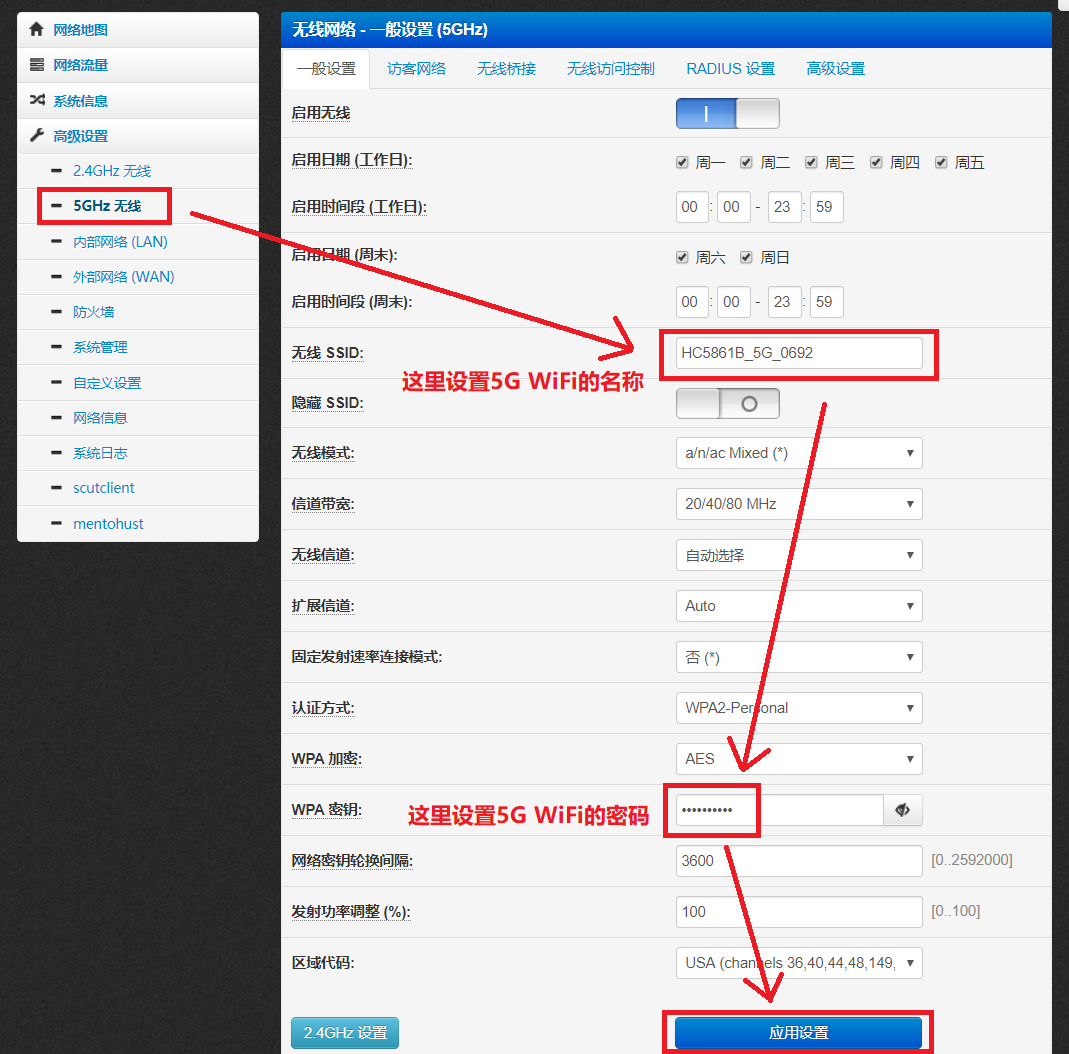 网络地图
网络流量
系统信息
高级设置
2.4GHz 无线
5GHz 无线
内部网络 (LAN)
外部网络 (WAN)
防火墙
系统管理
自定义设置
网络信息
系统日志
scutclient
mentohust
无线网络 - 一般设置 (5GHz)
一般设置 访客网络 无线桥接 无线访问控制 RADIUS 设置 高级设置
启用无线
启用日期 (工作日): 周一 周二 周三 周四 周五
启用时间段 (工作日): 00 : 00 - 23 : 59
启用日期 (周末): 周六 周日
启用时间段 (周末): 00 : 00 - 23 : 59
无线 SSID: HC5861B_5G_0692
这里设置5G WiFi的名称
隐藏 SSID:
无线模式: a/n/ac Mixed (*)
信道带宽: 20/40/80 MHz
无线信道: 自动选择
扩展信道: Auto
固定发射速率连接模式: 否 (*)
认证方式: WPA2-Personal
WPA 加密: AES
WPA 密钥: 这里设置5G WiFi的密码 ••••••••••
网络密钥轮换间隔: 3600 [0..2592000]
发射功率调整 (%): 100 [0..100]
区域代码: USA (channels 36,40,44,48,149,
2.4GHz 设置 应用设置